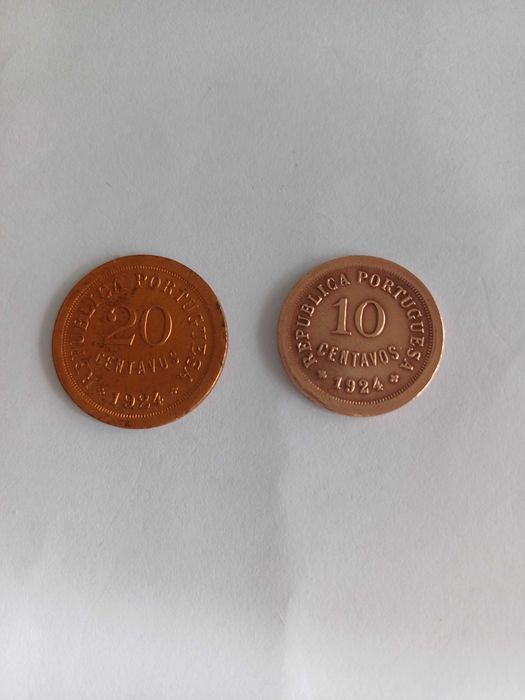 REPUBLICA PORTUGUESA
20
CENTAVOS
1924
REPUBLICA PORTUGUESA
10
CENTAVOS
1924